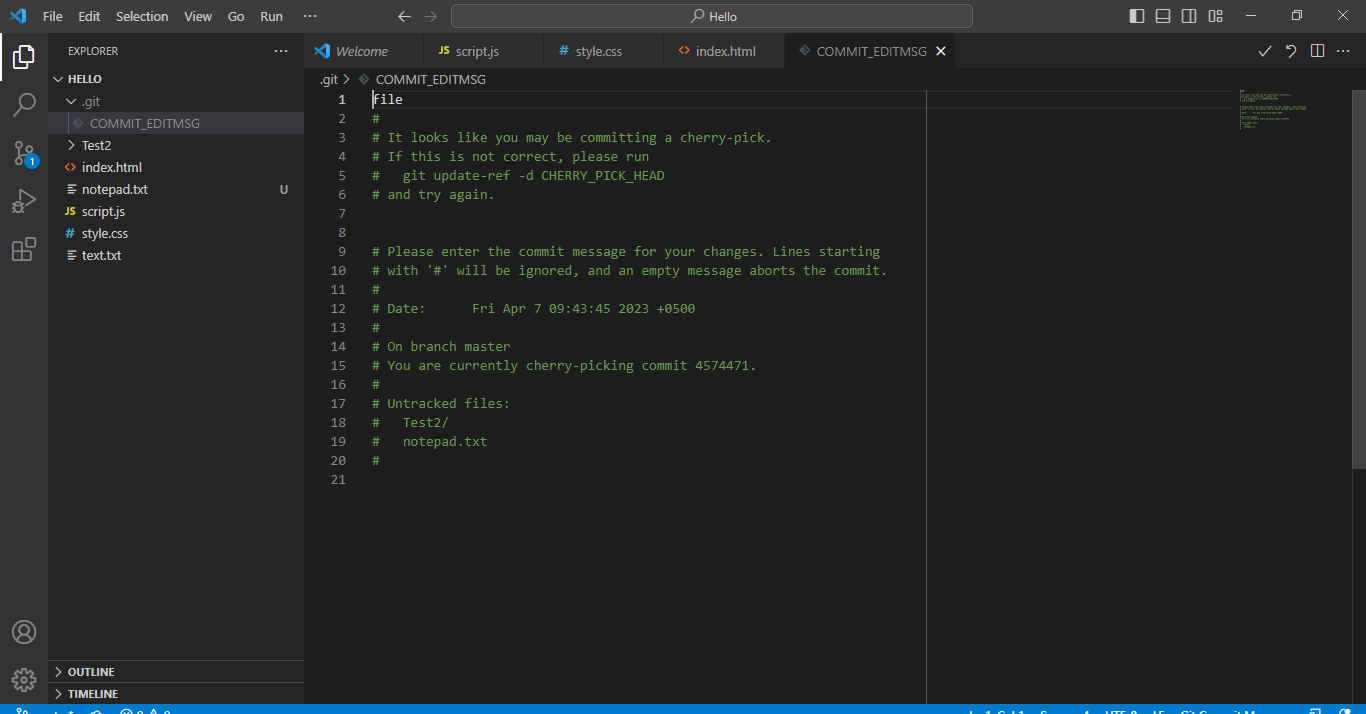 File Edit Selection View Go Run ···
Hello
EXPLORER
HELLO
.git
COMMIT_EDITMSG
Test2
index.html
notepad.txt U
script.js
style.css
text.txt
OUTLINE
TIMELINE
1
Welcome
JS script.js
# style.css
<> index.html
COMMIT_EDITMSG
.git > COMMIT_EDITMSG
1 file
2 #
3 # It looks like you may be committing a cherry-pick.
4 # If this is not correct, please run
5 #   git update-ref -d CHERRY_PICK_HEAD
6 # and try again.
7
8
9 # Please enter the commit message for your changes. Lines starting
10 # with '#' will be ignored, and an empty message aborts the commit.
11 #
12 # Date:      Fri Apr 7 09:43:45 2023 +0500
13 #
14 # On branch master
15 # You are currently cherry-picking commit 4574471.
16 #
17 # Untracked files:
18 #   Test2/
19 #   notepad.txt
20 #
21